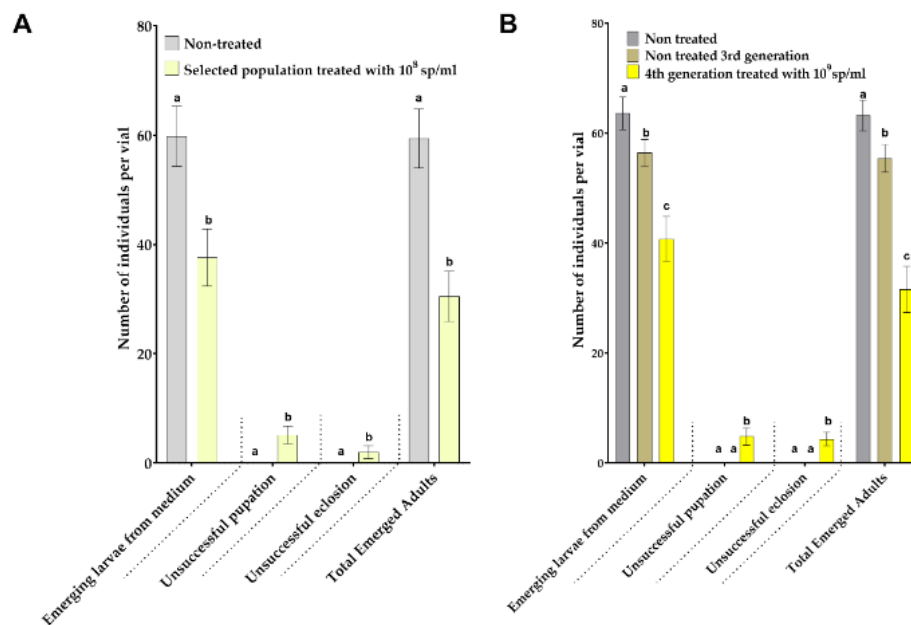 A
Number of individuals per vial
80
60
40
20
0
Non-treated
Selected population treated with 10⁸ sp/ml
a
b
a
b
a
b
a
b
Emerging larvae from medium
Unsuccessful pupation
Unsuccessful eclosion
Total Emerged Adults
B
Number of individuals per vial
80
60
40
20
0
Non treated
Non treated 3rd generation
4th generation treated with 10⁹ sp/ml
a
b
c
a
a
b
a
a
b
a
b
c
Emerging larvae from medium
Unsuccessful pupation
Unsuccessful eclosion
Total Emerged Adults